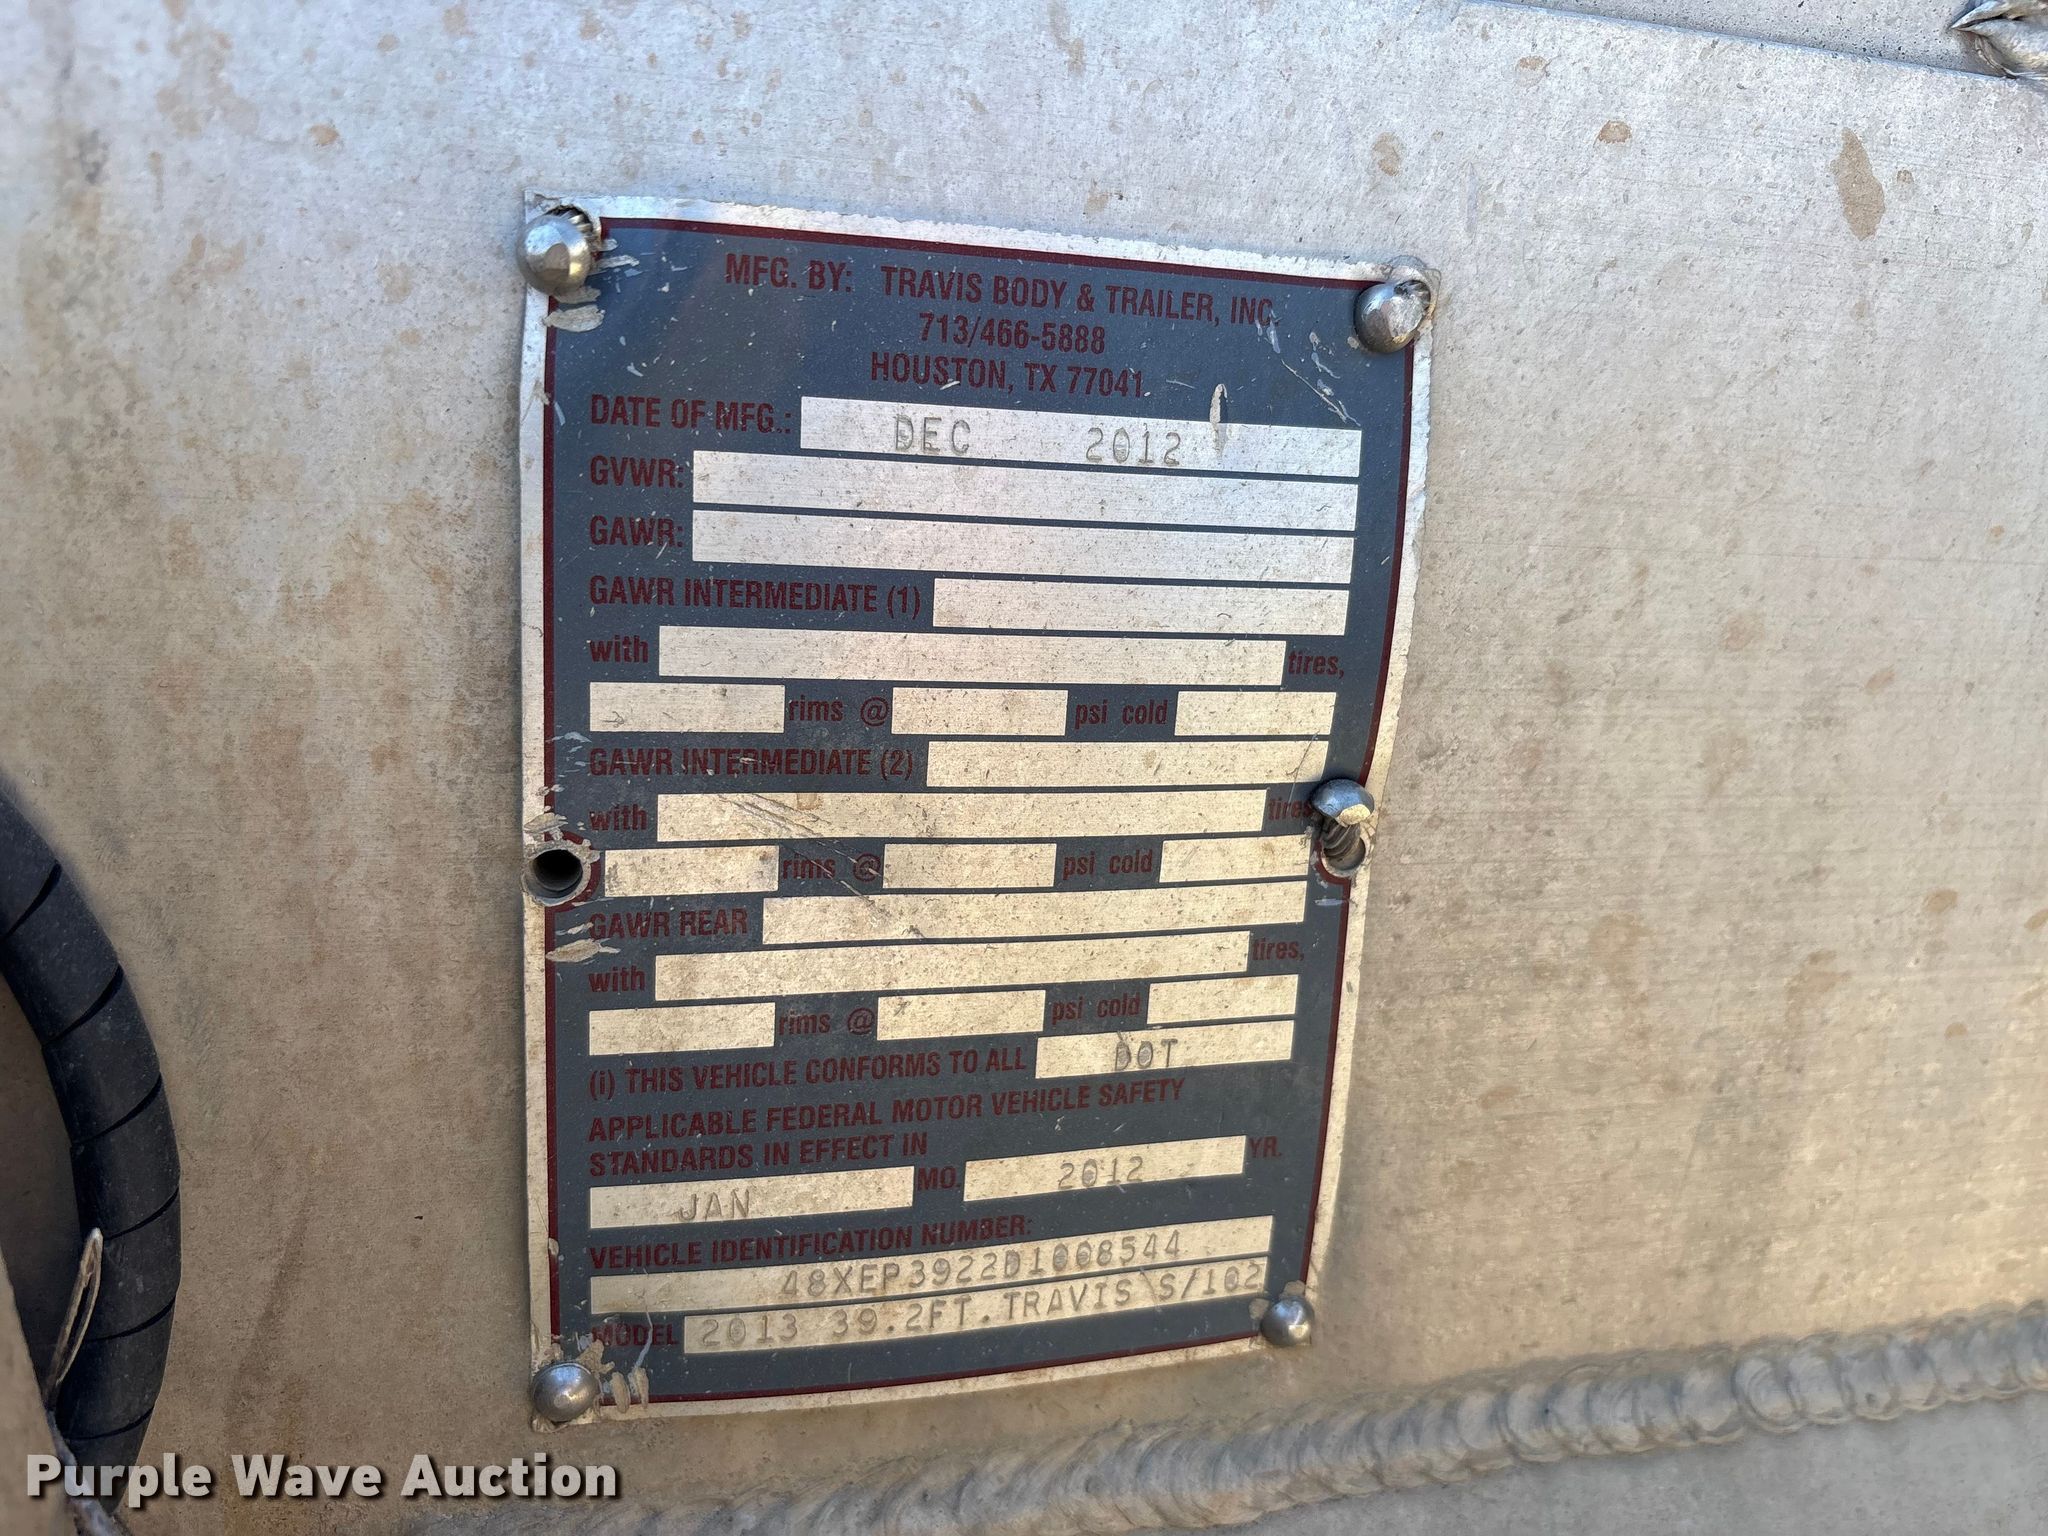 MFG. BY: TRAVIS BODY & TRAILER, INC.
713/466-5888
HOUSTON, TX 77041
DATE OF MFG.: DEC 2012
GVWR:
GAWR:
GAWR INTERMEDIATE (1)
with tires,
rims @ psi cold
GAWR INTERMEDIATE (2)
with tires
rims @ psi cold
GAWR REAR
with tires,
rims @ psi cold
(i) THIS VEHICLE CONFORMS TO ALL DOT
APPLICABLE FEDERAL MOTOR VEHICLE SAFETY
STANDARDS IN EFFECT IN
JAN MO. 2012 YR.
VEHICLE IDENTIFICATION NUMBER:
48XEP3922D1008544
MODEL 2013 39.2FT.TRAVIS S/102
Purple Wave Auction